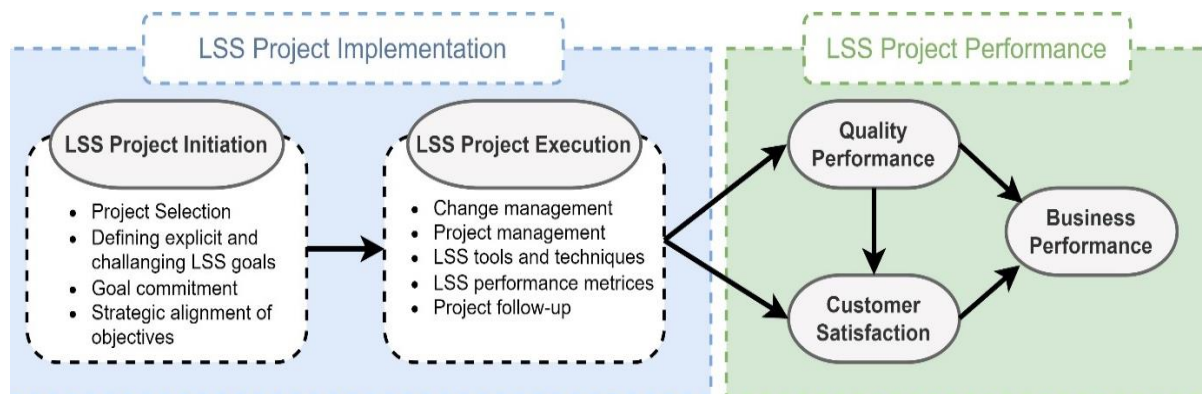 LSS Project Implementation
LSS Project Performance
LSS Project Initiation
• Project Selection
• Defining explicit and
challanging LSS goals
• Goal commitment
• Strategic alignment of
objectives
LSS Project Execution
• Change management
• Project management
• LSS tools and techniques
• LSS performance metrices
• Project follow-up
Quality
Performance
Customer
Satisfaction
Business
Performance